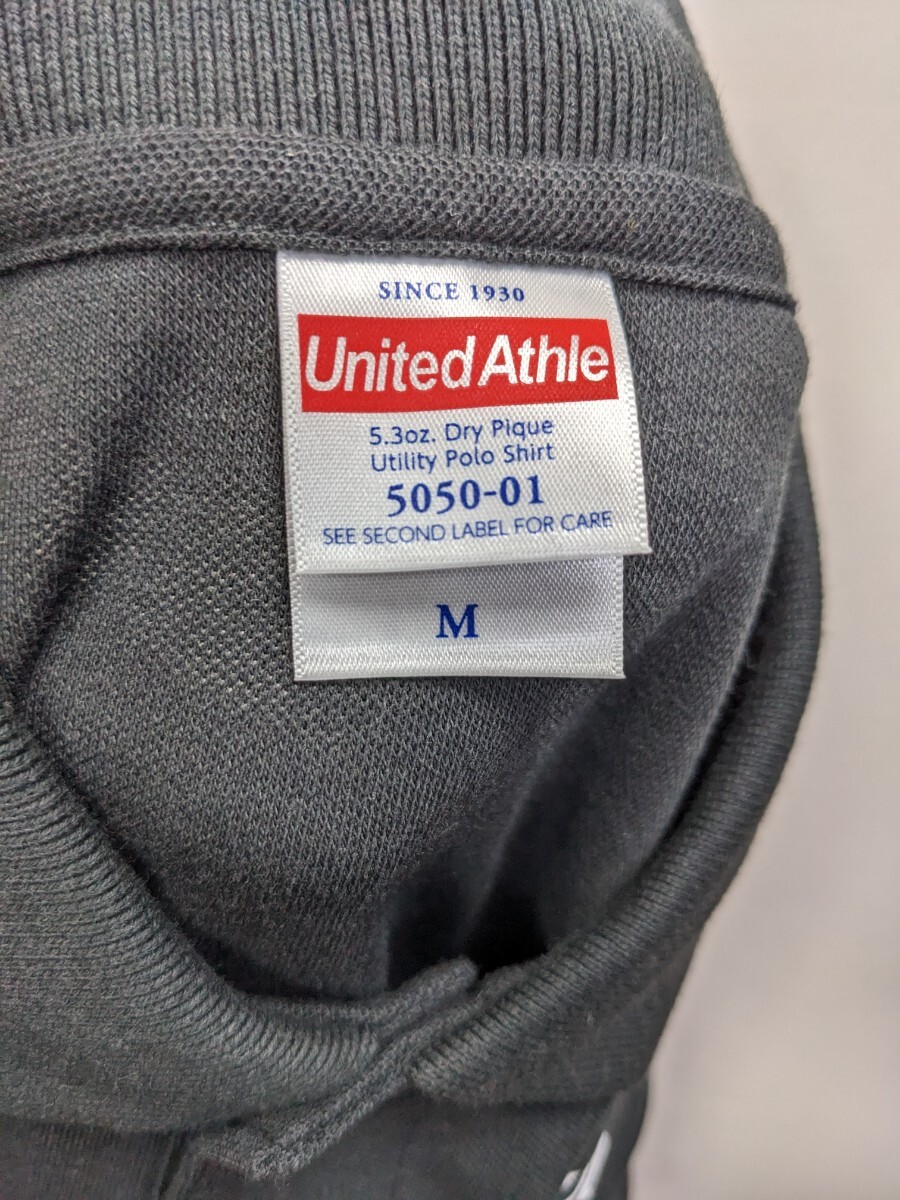 SINCE 1930
United Athle
5.3oz. Dry Pique
Utility Polo Shirt
5050-01
SEE SECOND LABEL FOR CARE
M